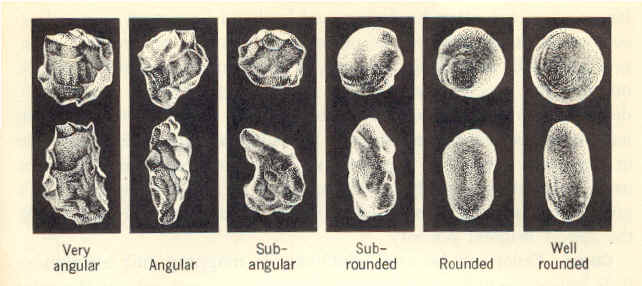 Very
angular
Angular
Sub-
angular
Sub-
rounded
Rounded
Well
rounded